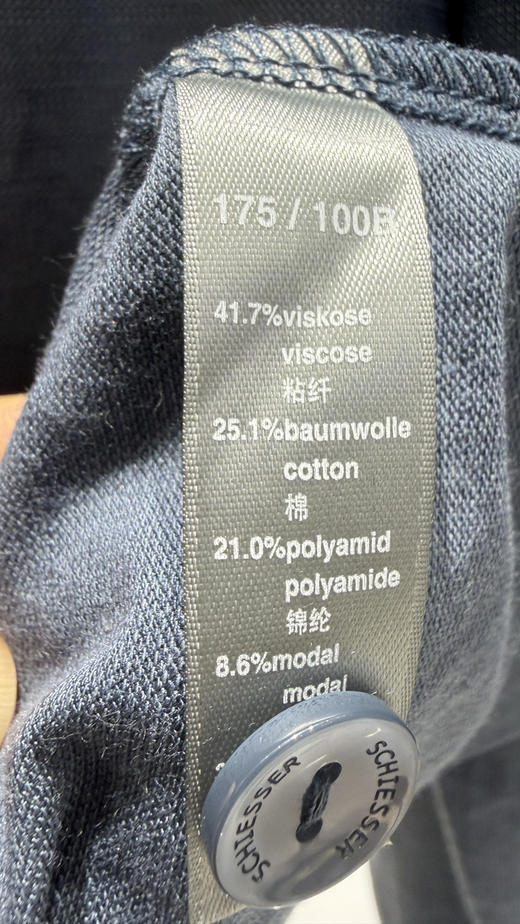 175 / 100B
41.7%viskose
viscose
粘纤
25.1%baumwolle
cotton
棉
21.0%polyamid
polyamide
锦纶
8.6%modal
modal
SCHIESSER
SCHIESSER